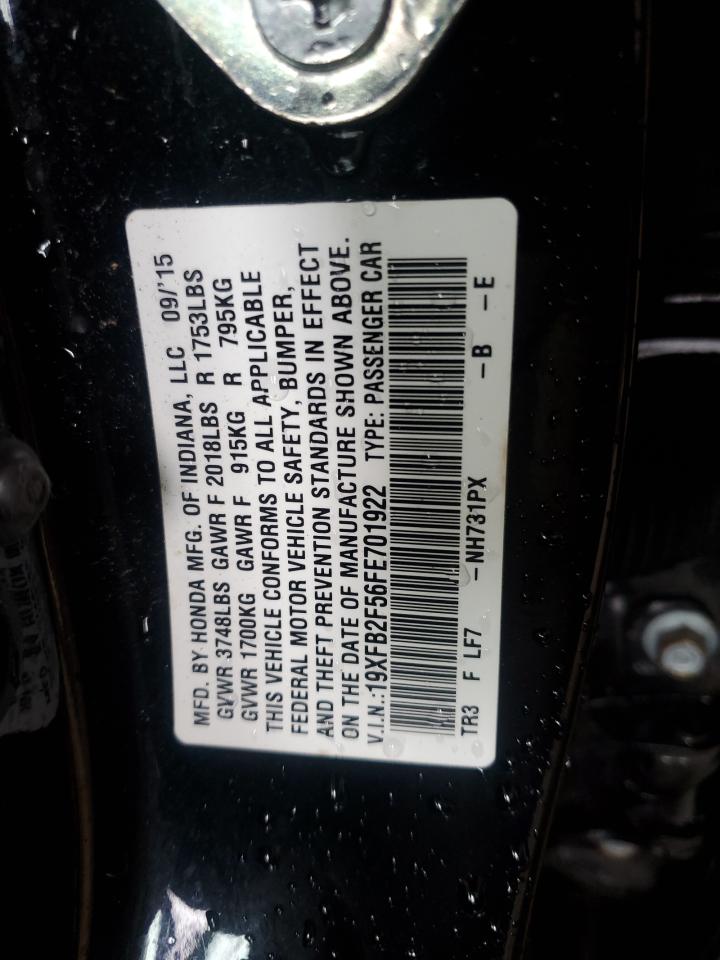 MFD. BY HONDA MFG. OF INDIANA, LLC 09/'15
GVWR 3748LBS GAWR F 2018LBS R 1753LBS
GVWR 1700KG GAWR F 915KG R 795KG
THIS VEHICLE CONFORMS TO ALL APPLICABLE
FEDERAL MOTOR VEHICLE SAFETY, BUMPER,
AND THEFT PREVENTION STANDARDS IN EFFECT
ON THE DATE OF MANUFACTURE SHOWN ABOVE.
V.I.N.:19XFB2F56FE701922 TYPE: PASSENGER CAR
TR3 F LF7 -NH731PX -B -E